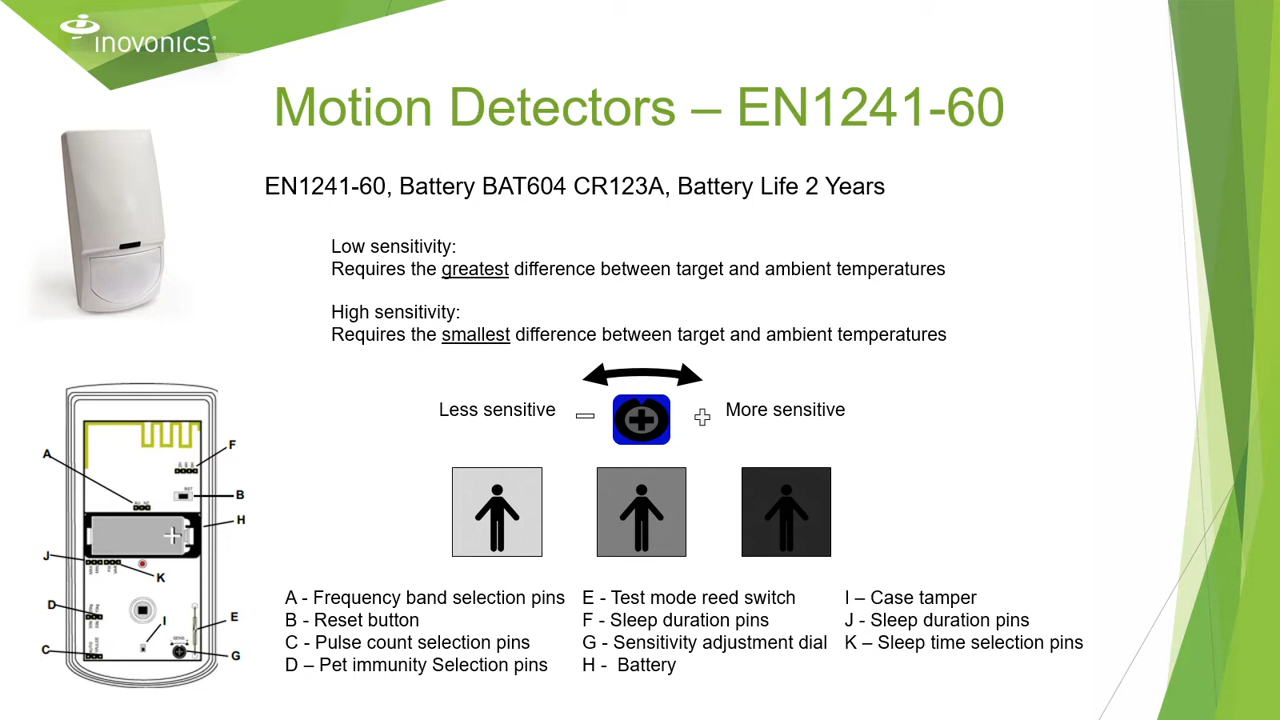 inovonics
Motion Detectors – EN1241-60
EN1241-60, Battery BAT604 CR123A, Battery Life 2 Years
Low sensitivity:
Requires the greatest difference between target and ambient temperatures
High sensitivity:
Requires the smallest difference between target and ambient temperatures
Less sensitive
More sensitive
A
F
B
H
J
K
D
I
E
C
G
A - Frequency band selection pins
B - Reset button
C - Pulse count selection pins
D – Pet immunity Selection pins
E - Test mode reed switch
F - Sleep duration pins
G - Sensitivity adjustment dial
H -  Battery
I – Case tamper
J - Sleep duration pins
K – Sleep time selection pins